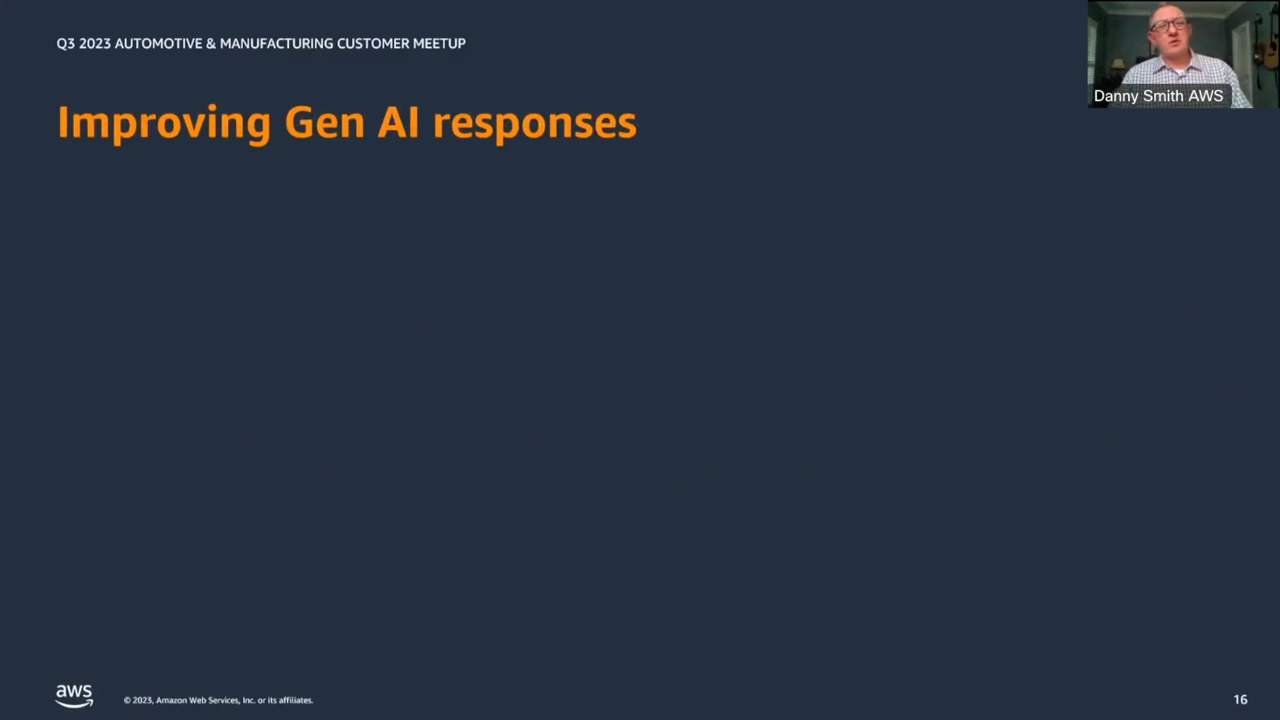 Q3 2023 AUTOMOTIVE & MANUFACTURING CUSTOMER MEETUP
Danny Smith AWS
Improving Gen AI responses
aws
© 2023, Amazon Web Services, Inc. or its affiliates.
16